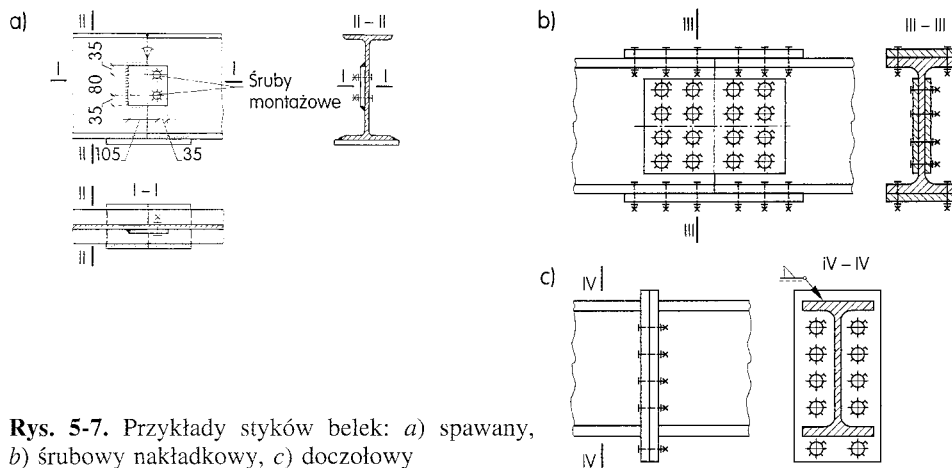 a)
II
II – II
35
80
35
I
I
Śruby
montażowe
I
I
II
105
35
I – I
II
II
b)
III
III – III
III
c)
IV
IV – IV
IV
Rys. 5-7. Przykłady styków belek: a) spawany,
b) śrubowy nakładkowy, c) doczołowy